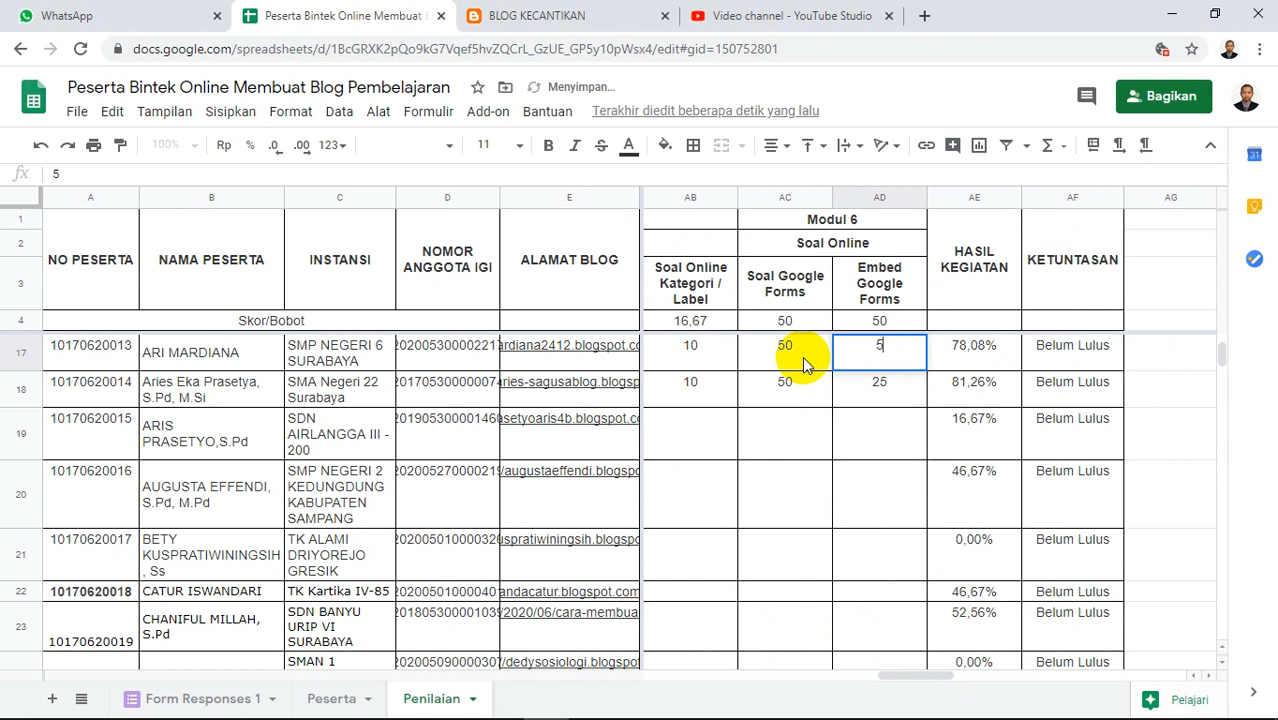 WhatsApp
Peserta Bintek Online Membuat B
BLOG KECANTIKAN
Video channel - YouTube Studio
docs.google.com/spreadsheets/d/1BcGRXK2pQo9kG7Vqef5hvZQCrL_GzUE_GP5y10pWsx4/edit#gid=150752801
Peserta Bintek Online Membuat Blog Pembelajaran
Menyimpan...
File Edit Tampilan Sisipkan Format Data Alat Formulir Add-on Bantuan Terakhir diedit beberapa detik yang lalu
Bagikan
100% Rp % .0 .00 123 11 B I S A
fx 5
A B C D E AB AC AD AE AF AG
1 Modul 6
2 Soal Online
3 NO PESERTA NAMA PESERTA INSTANSI NOMOR ANGGOTA IGI ALAMAT BLOG Soal Online Kategori / Label Soal Google Forms Embed Google Forms HASIL KEGIATAN KETUNTASAN
4 Skor/Bobot 16,67 50 50
17 10170620013 ARI MARDIANA SMP NEGERI 6 SURABAYA 2020053000022217 ardiana2412.blogspot.co 10 50 5 78,08% Belum Lulus
18 10170620014 Aries Eka Prasetya, S.Pd, M.Si SMA Negeri 22 Surabaya 2017053000007 aries-sagusablog.blogsp 10 50 25 81,26% Belum Lulus
19 10170620015 ARIS PRASETYO,S.Pd SDN AIRLANGGA III - 200 201905300001460 asetyoaris4b.blogspot.c 16,67% Belum Lulus
20 10170620016 AUGUSTA EFFENDI, S.Pd, M.Pd SMP NEGERI 2 KEDUNGDUNG KABUPATEN SAMPANG 202005270000219 /augustaeffendi.blogspo 46,67% Belum Lulus
21 10170620017 BETY KUSPRATIWININGSIH , Ss TK ALAMI DRIYOREJO GRESIK 202005010000320 uspratiwiningsih.blogspo 0,00% Belum Lulus
22 10170620018 CATUR ISWANDARI TK Kartika IV-85 20200501000040 andacatur.blogspot.com 46,67% Belum Lulus
23 10170620019 CHANIFUL MILLAH, S.Pd SDN BANYU URIP VI SURABAYA 20180530000103 /2020/06/cara-membua 52,56% Belum Lulus
SMAN 1 202005090000307 /dedysosiologi.blogspot 0,00% Belum Lulus
Form Responses 1 Peserta Penilaian
Pelajari